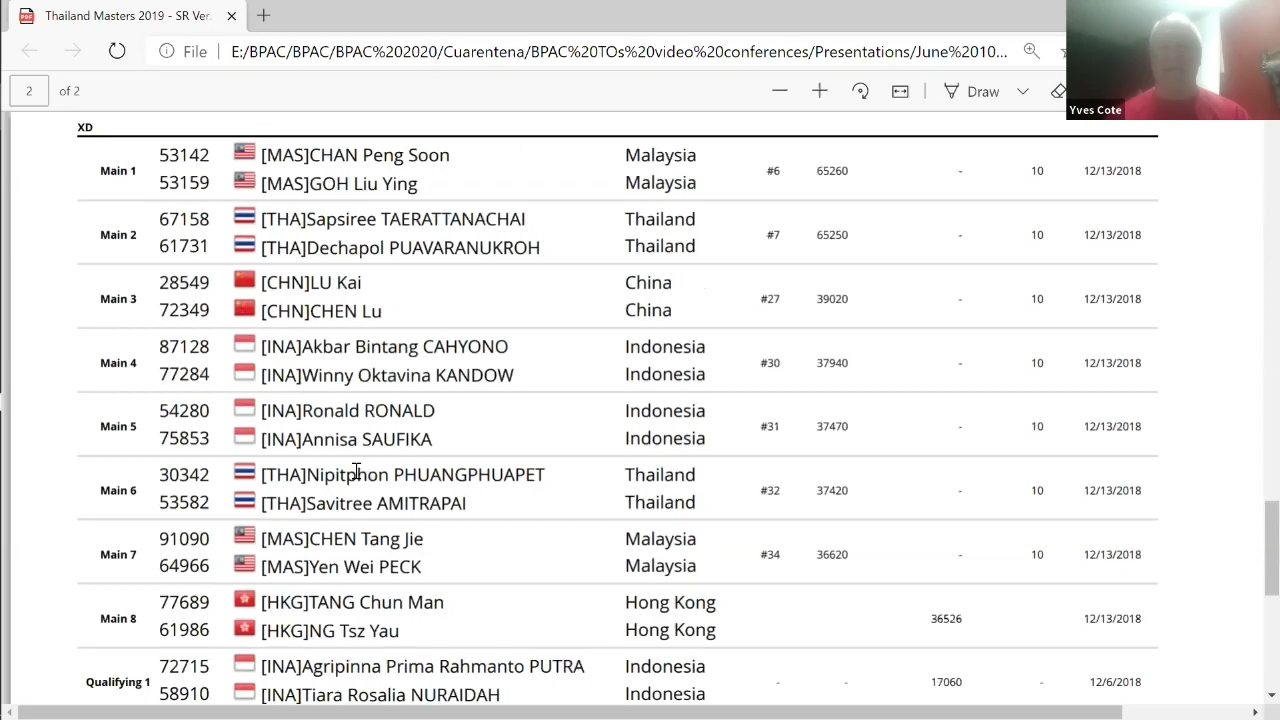 Thailand Masters 2019 - SR Ver.
File E:/BPAC/BPAC/BPAC%202020/Cuarentena/BPAC%20TOs%20video%20conferences/Presentations/June%2010...
2 of 2 Draw
Yves Cote
XD
Main 1 53142 [MAS]CHAN Peng Soon Malaysia #6 65260 - 10 12/13/2018
53159 [MAS]GOH Liu Ying Malaysia
Main 2 67158 [THA]Sapsiree TAERATTANACHAI Thailand #7 65250 - 10 12/13/2018
61731 [THA]Dechapol PUAVARANUKROH Thailand
Main 3 28549 [CHN]LU Kai China #27 39020 - 10 12/13/2018
72349 [CHN]CHEN Lu China
Main 4 87128 [INA]Akbar Bintang CAHYONO Indonesia #30 37940 - 10 12/13/2018
77284 [INA]Winny Oktavina KANDOW Indonesia
Main 5 54280 [INA]Ronald RONALD Indonesia #31 37470 - 10 12/13/2018
75853 [INA]Annisa SAUFIKA Indonesia
Main 6 30342 [THA]Nipitphon PHUANGPHUAPET Thailand #32 37420 - 10 12/13/2018
53582 [THA]Savitree AMITRAPAI Thailand
Main 7 91090 [MAS]CHEN Tang Jie Malaysia #34 36620 - 10 12/13/2018
64966 [MAS]Yen Wei PECK Malaysia
Main 8 77689 [HKG]TANG Chun Man Hong Kong 36526 12/13/2018
61986 [HKG]NG Tsz Yau Hong Kong
Qualifying 1 72715 [INA]Agripinna Prima Rahmanto PUTRA Indonesia - - 17060 - 12/6/2018
58910 [INA]Tiara Rosalia NURAIDAH Indonesia